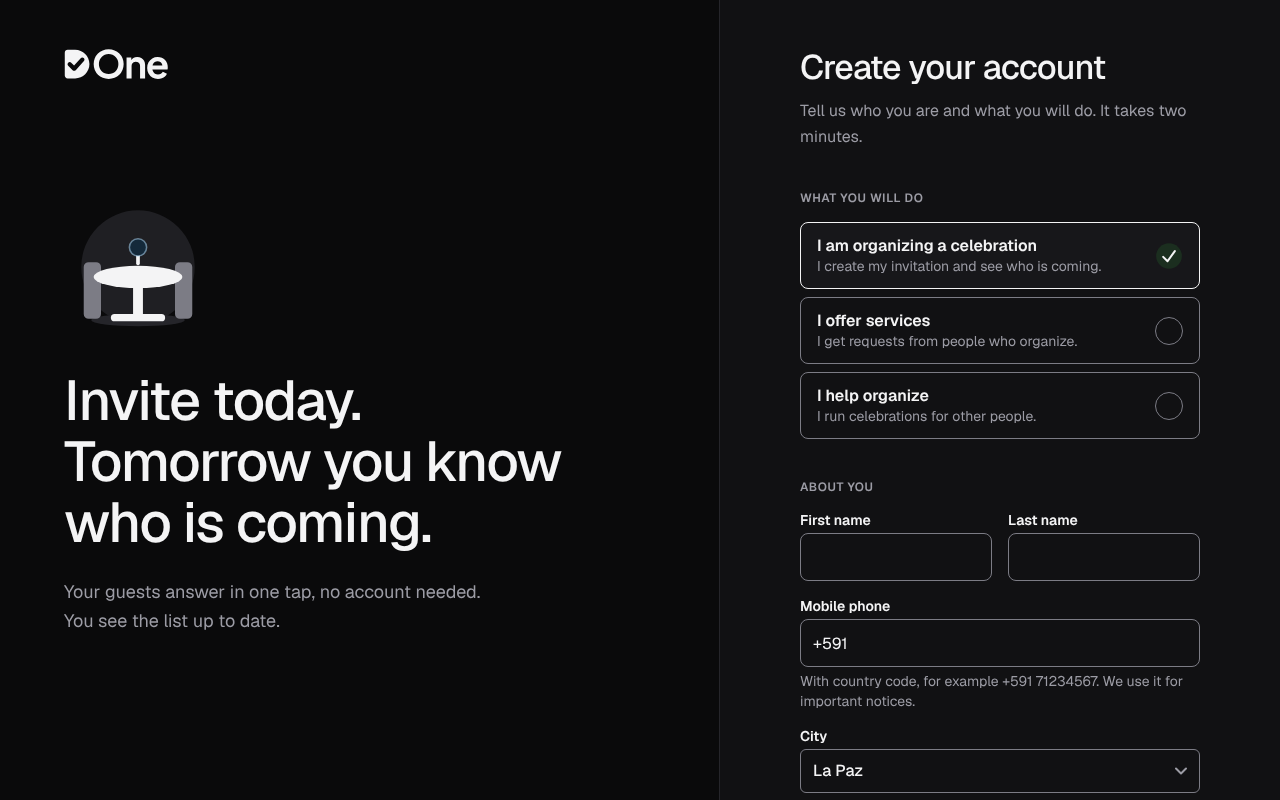 One
Invite today.
Tomorrow you know
who is coming.
Your guests answer in one tap, no account needed.
You see the list up to date.
Create your account
Tell us who you are and what you will do. It takes two
minutes.
WHAT YOU WILL DO
I am organizing a celebration
I create my invitation and see who is coming.
I offer services
I get requests from people who organize.
I help organize
I run celebrations for other people.
ABOUT YOU
First name
Last name
Mobile phone
+591
With country code, for example +591 71234567. We use it for
important notices.
City
La Paz